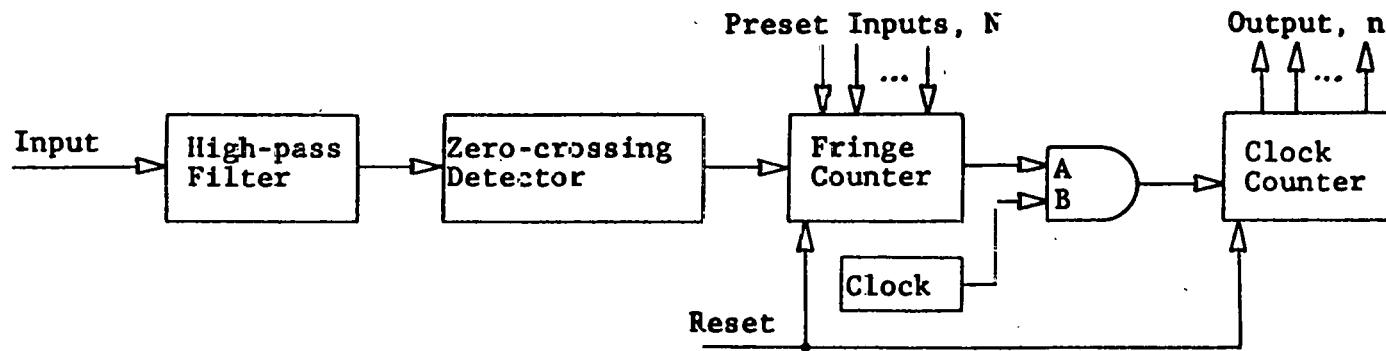 Preset Inputs, N
Output, n
...
...
Input
High-pass
Filter
Zero-crossing
Detector
Fringe
Counter
A
B
Clock
Counter
Clock
Reset